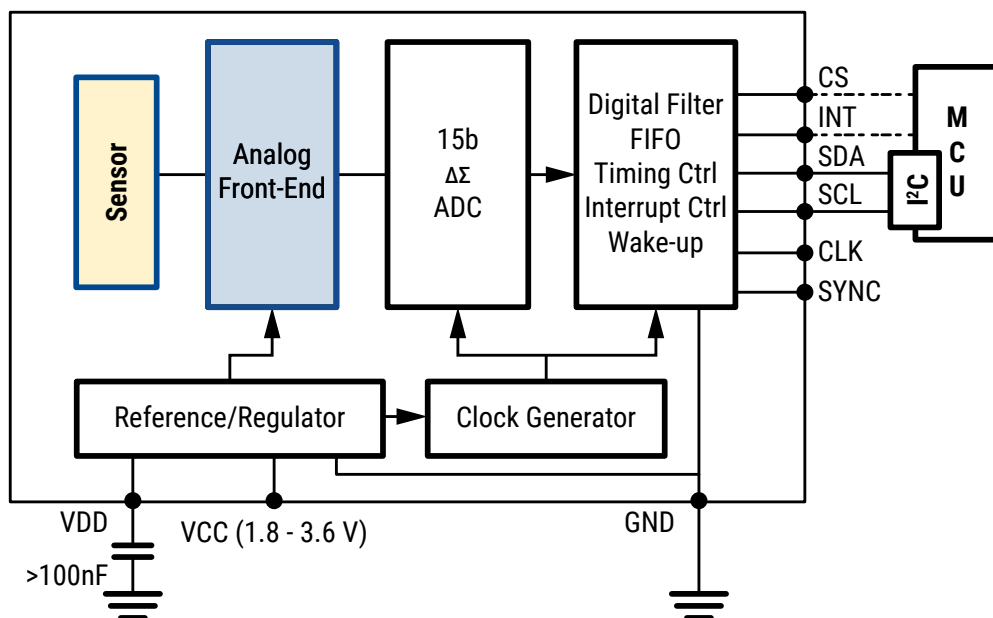 Sensor
Analog
Front-End
15b
ΔΣ
ADC
Digital Filter
FIFO
Timing Ctrl
Interrupt Ctrl
Wake-up
CS
INT
SDA
SCL
CLK
SYNC
I²C
M
C
U
Reference/Regulator
Clock Generator
VDD
VCC (1.8 - 3.6 V)
GND
>100nF